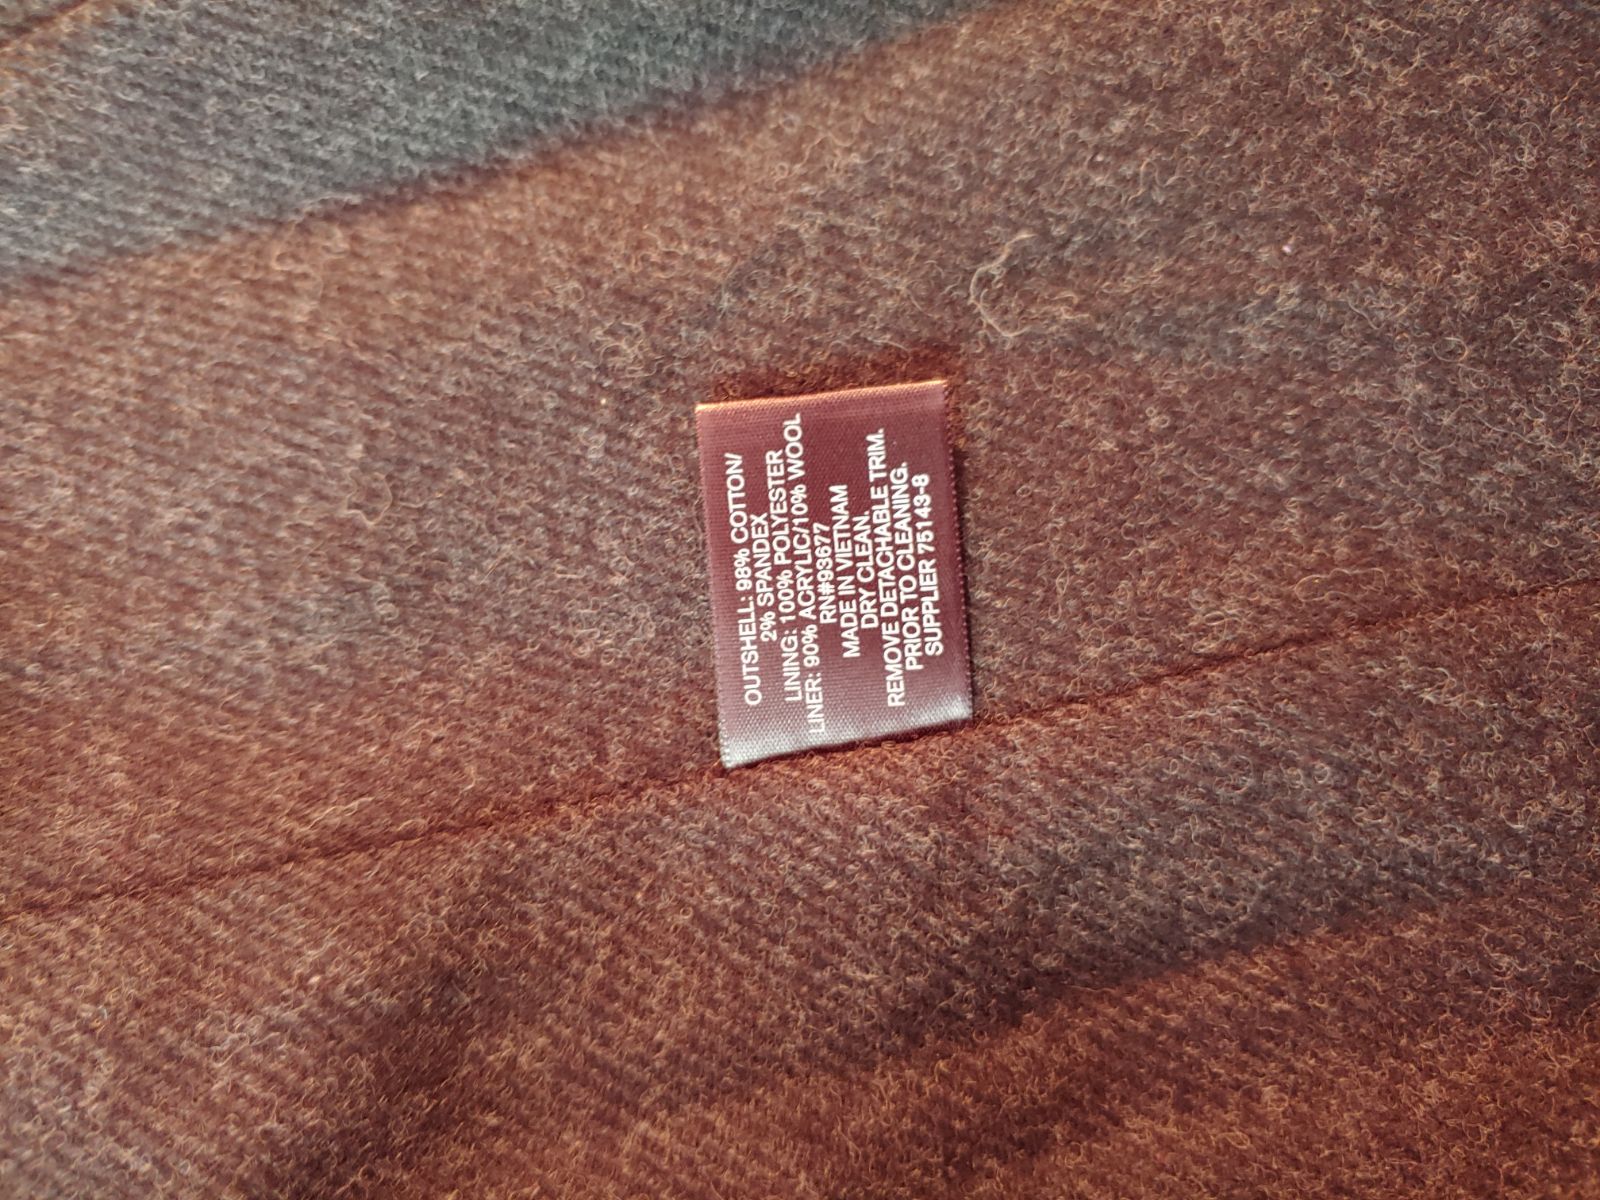 OUTSHELL: 98% COTTON/
2% SPANDEX
LINING: 100% POLYESTER
LINER: 90% ACRYLIC/10% WOOL
RN#93677
MADE IN VIETNAM
DRY CLEAN.
REMOVE DETACHABLE TRIM.
PRIOR TO CLEANING.
SUPPLIER 75143-8